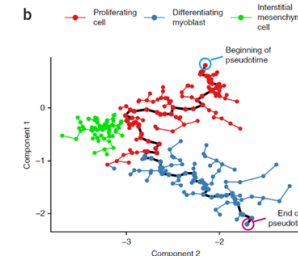 b
Proliferating cell
Differentiating myoblast
Interstitial mesenchym cell
Beginning of pseudotime
0
−1
−2
Component 1
End o
pseudot
−3
−2
Component 2